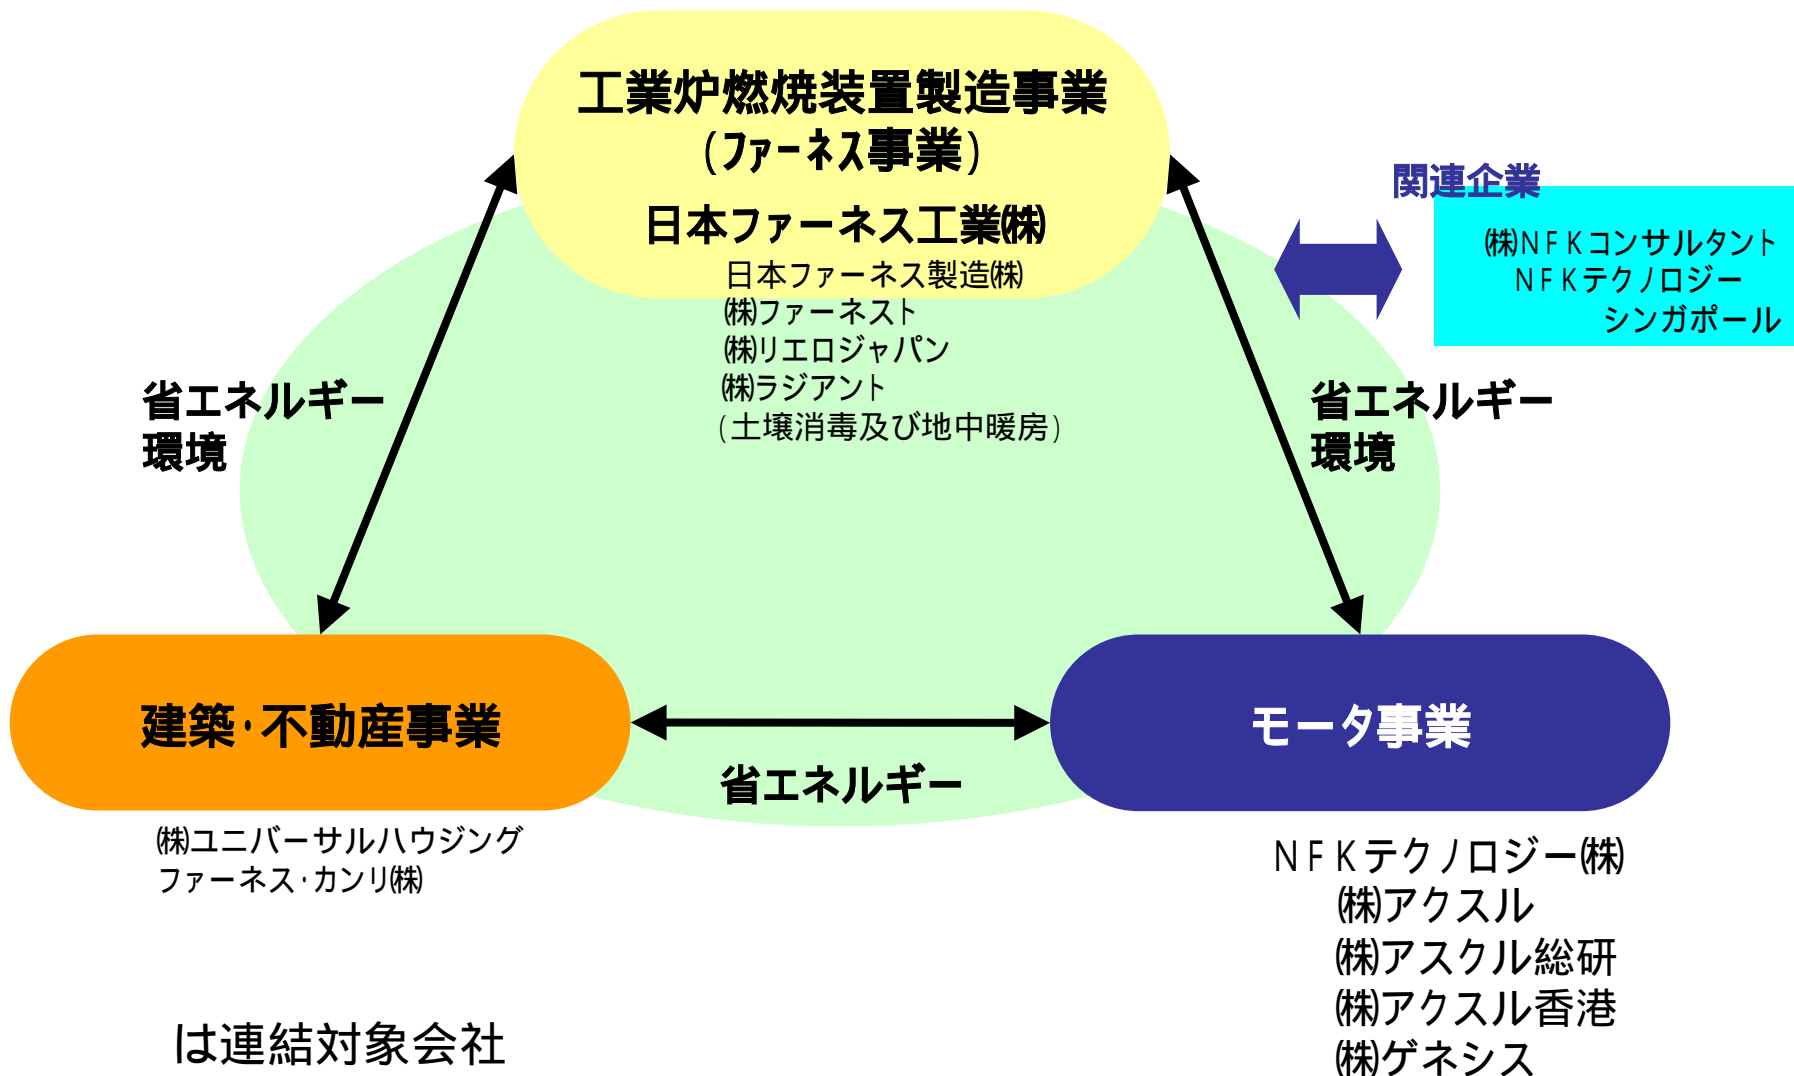 工業炉燃焼装置製造事業
(ファーネス事業)
日本ファーネス工業㈱
日本ファーネス製造㈱
㈱ファーネスト
㈱リエロジャパン
㈱ラジアント
(土壌消毒及び地中暖房)
関連企業
㈱NFKコンサルタント
NFKテクノロジー
シンガポール
省エネルギー
環境
省エネルギー
環境
建築・不動産事業
モータ事業
省エネルギー
㈱ユニバーサルハウジング
ファーネス・カンリ㈱
NFKテクノロジー㈱
㈱アクスル
㈱アスクル総研
㈱アクスル香港
㈱ゲネシス
は連結対象会社